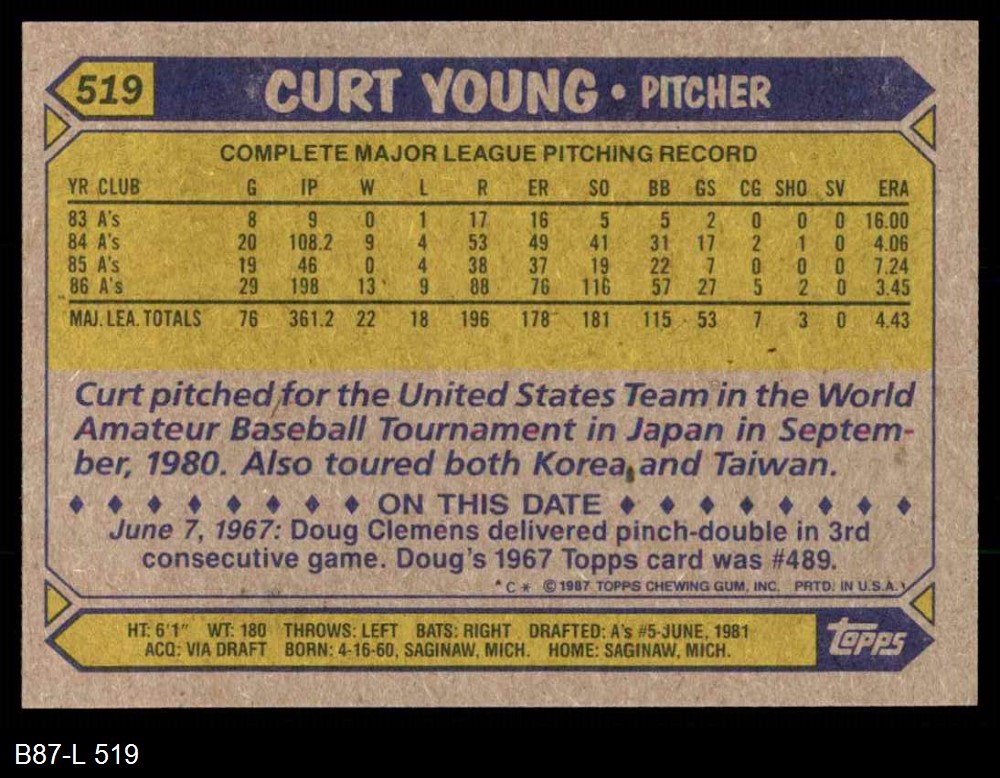 519 CURT YOUNG • PITCHER
COMPLETE MAJOR LEAGUE PITCHING RECORD
YR CLUB G IP W L R ER SO BB GS CG SHO SV ERA
83 A's 8 9 0 1 17 16 5 5 2 0 0 0 16.00
84 A's 20 108.2 9 4 53 49 41 31 17 2 1 0 4.06
85 A's 19 46 0 4 38 37 19 22 7 0 0 0 7.24
86 A's 29 198 13 9 88 76 116 57 27 5 2 0 3.45
MAJ. LEA. TOTALS 76 361.2 22 18 196 178 181 115 53 7 3 0 4.43
Curt pitched for the United States Team in the World
Amateur Baseball Tournament in Japan in Septem-
ber, 1980. Also toured both Korea and Taiwan.
♦ ♦ ♦ ♦ ♦ ♦ ♦ ♦ ON THIS DATE ♦ ♦ ♦ ♦ ♦ ♦ ♦ ♦
June 7, 1967: Doug Clemens delivered pinch-double in 3rd
consecutive game. Doug's 1967 Topps card was #489.
* C * © 1987 TOPPS CHEWING GUM, INC. PRTD. IN U.S.A.
HT: 6'1" WT: 180 THROWS: LEFT BATS: RIGHT DRAFTED: A's #5-JUNE, 1981
ACQ: VIA DRAFT BORN: 4-16-60, SAGINAW, MICH. HOME: SAGINAW, MICH.
topps
B87-L 519